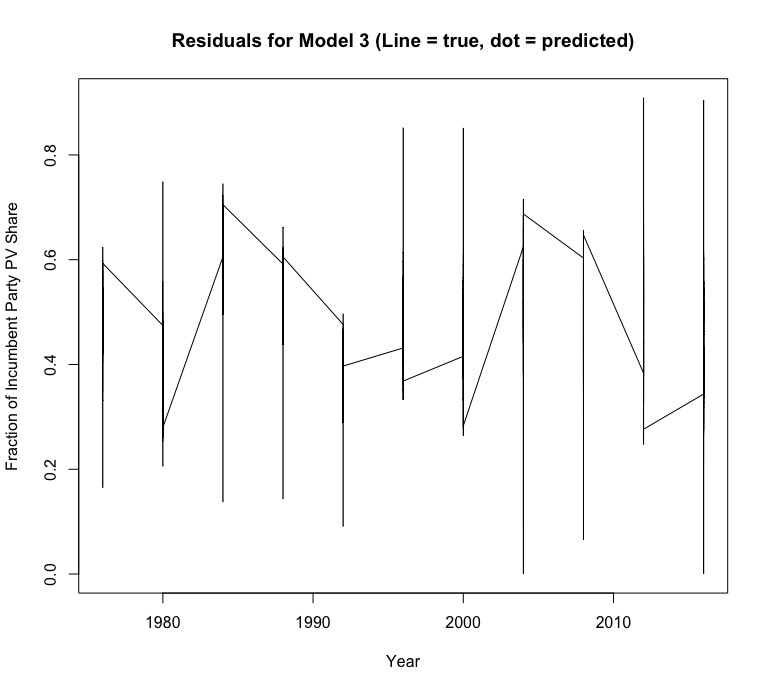 Residuals for Model 3 (Line = true, dot = predicted)
Fraction of Incumbent Party PV Share
0.8
0.6
0.4
0.2
0.0
1980 1990 2000 2010
Year